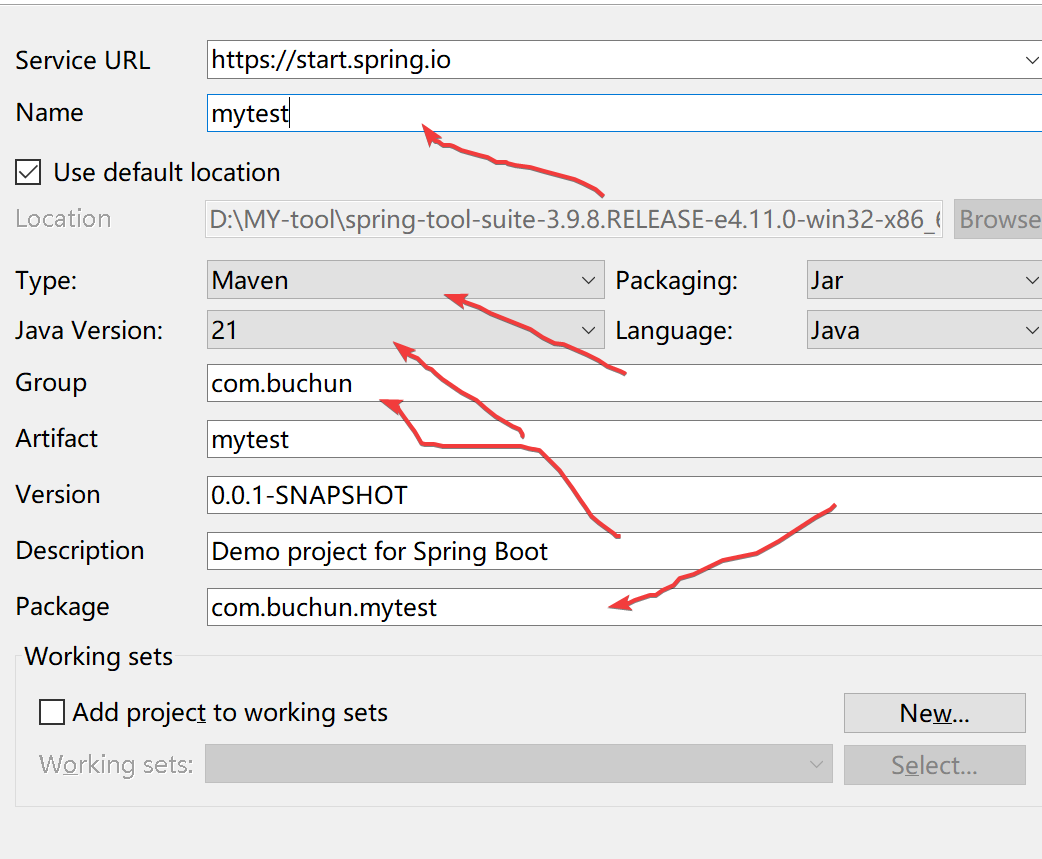 Service URL https://start.spring.io
Name mytest
Use default location
Location D:\MY-tool\spring-tool-suite-3.9.8.RELEASE-e4.11.0-win32-x86_6 Browse
Type: Maven Packaging: Jar
Java Version: 21 Language: Java
Group com.buchun
Artifact mytest
Version 0.0.1-SNAPSHOT
Description Demo project for Spring Boot
Package com.buchun.mytest
Working sets
Add project to working sets New...
Working sets: Select...